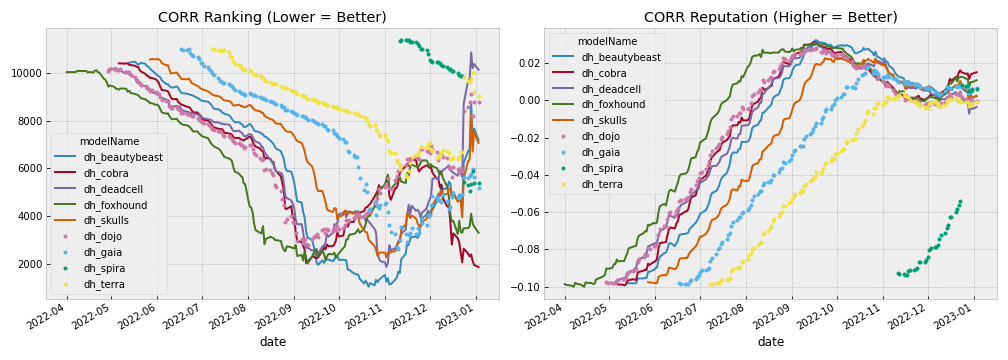 CORR Ranking (Lower = Better)
10000
8000
6000
4000
2000
modelName
dh_beautybeast
dh_cobra
dh_deadcell
dh_foxhound
dh_skulls
dh_dojo
dh_gaia
dh_spira
dh_terra
2022-04
2022-05
2022-06
2022-07
2022-08
2022-09
2022-10
2022-11
2022-12
2023-01
date
CORR Reputation (Higher = Better)
0.02
0.00
−0.02
−0.04
−0.06
−0.08
−0.10
modelName
dh_beautybeast
dh_cobra
dh_deadcell
dh_foxhound
dh_skulls
dh_dojo
dh_gaia
dh_spira
dh_terra
2022-04
2022-05
2022-06
2022-07
2022-08
2022-09
2022-10
2022-11
2022-12
2023-01
date